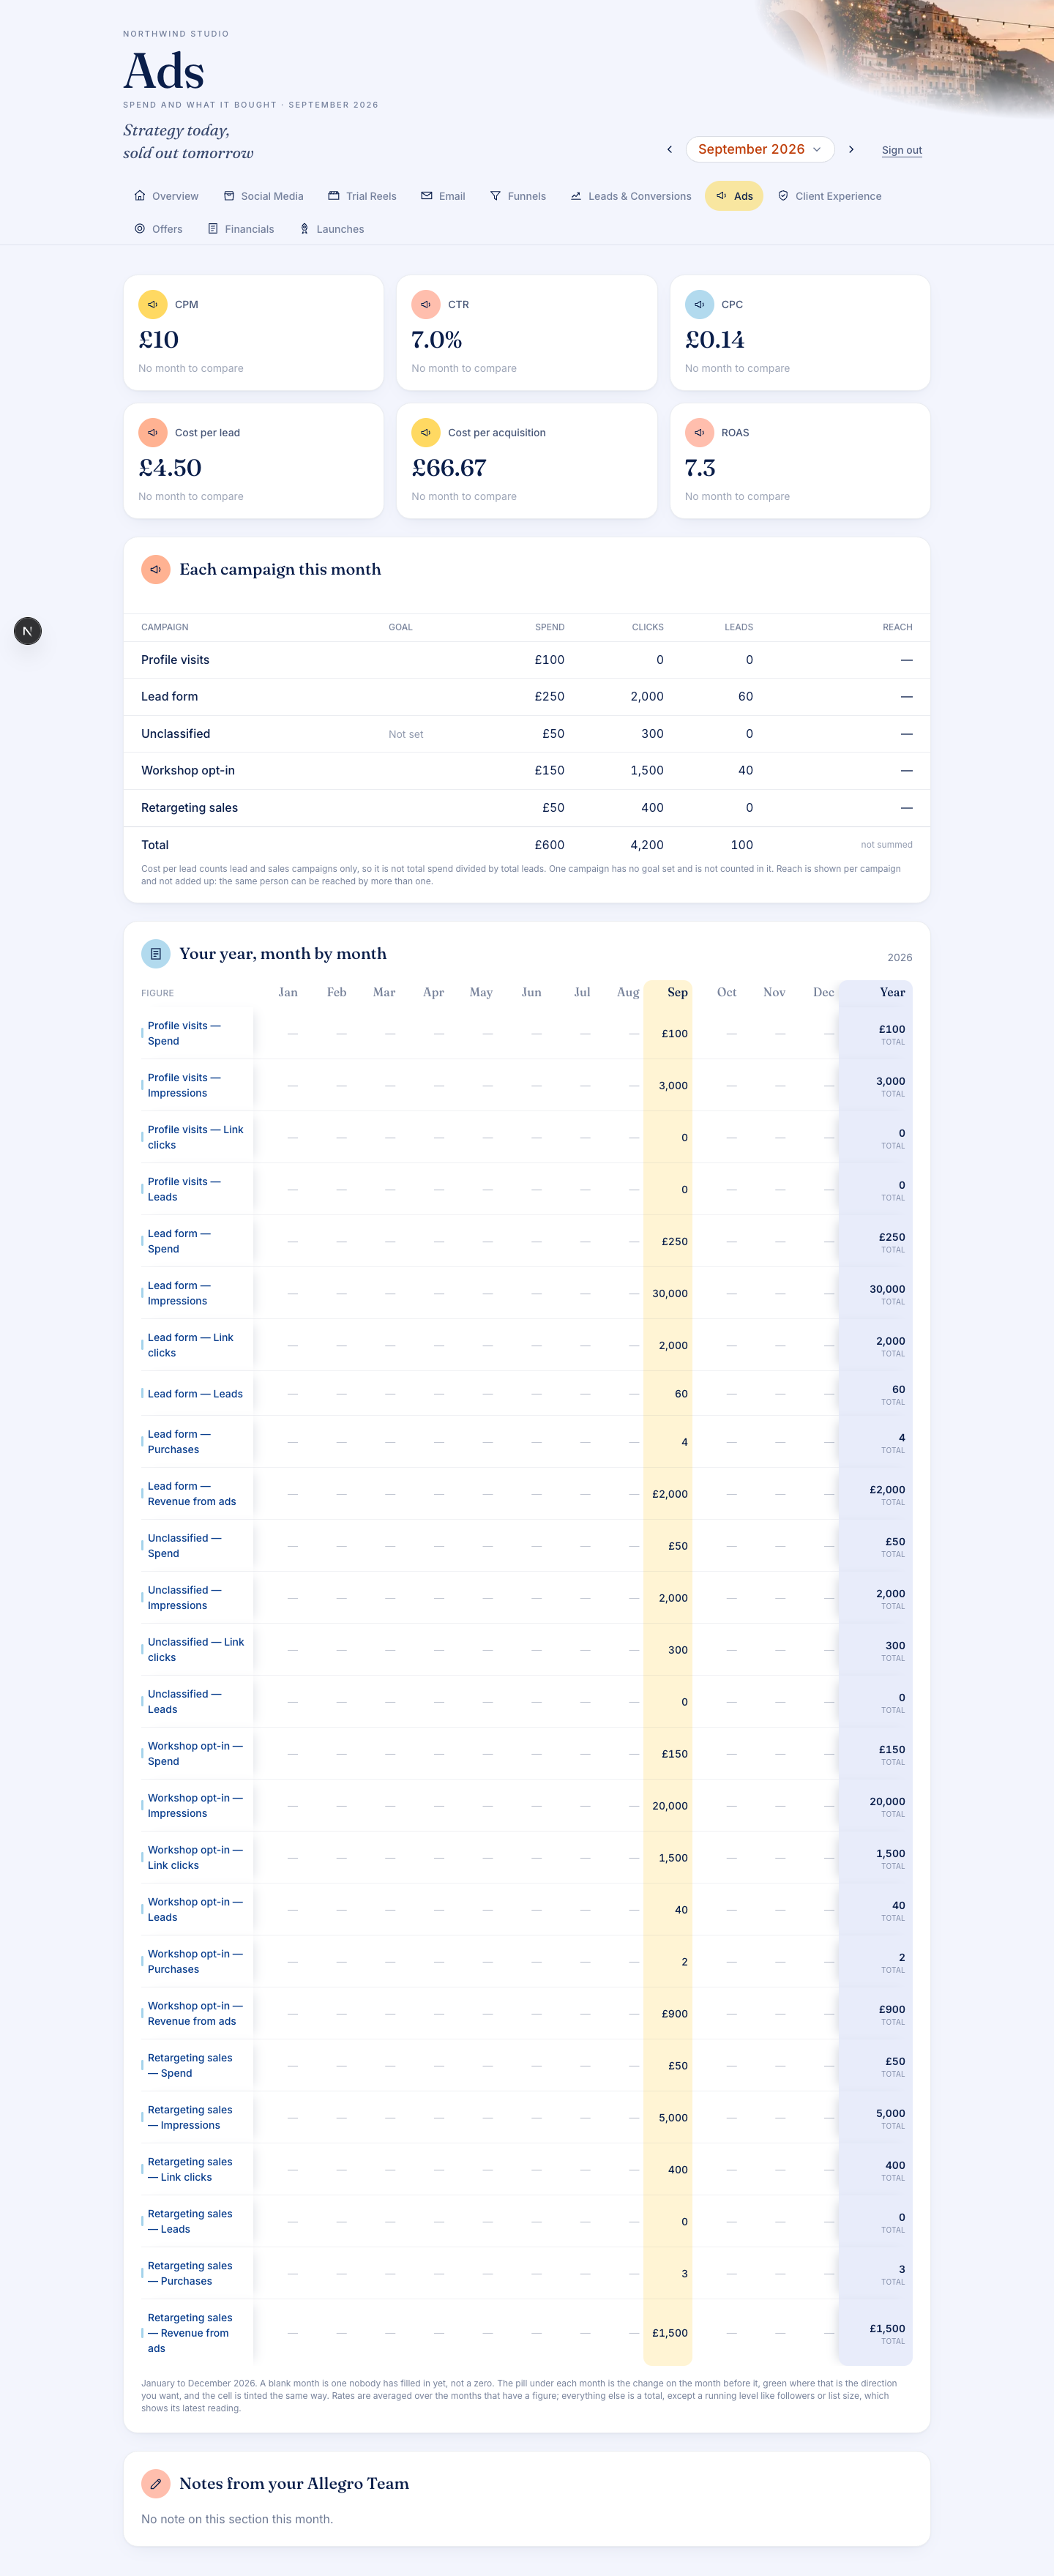 NORTHWIND STUDIO
Ads
SPEND AND WHAT IT BOUGHT · SEPTEMBER 2026
Strategy today,
sold out tomorrow
September 2026
Sign out
Overview Social Media Trial Reels Email Funnels Leads & Conversions Ads Client Experience
Offers Financials Launches
CPM
£10
No month to compare
CTR
7.0%
No month to compare
CPC
£0.14
No month to compare
Cost per lead
£4.50
No month to compare
Cost per acquisition
£66.67
No month to compare
ROAS
7.3
No month to compare
N
Each campaign this month
CAMPAIGN GOAL SPEND CLICKS LEADS REACH
Profile visits £100 0 0 —
Lead form £250 2,000 60 —
Unclassified Not set £50 300 0 —
Workshop opt-in £150 1,500 40 —
Retargeting sales £50 400 0 —
Total £600 4,200 100 not summed
Cost per lead counts lead and sales campaigns only, so it is not total spend divided by total leads. One campaign has no goal set and is not counted in it. Reach is shown per campaign
and not added up: the same person can be reached by more than one.
Your year, month by month
2026
FIGURE Jan Feb Mar Apr May Jun Jul Aug Sep Oct Nov Dec Year
Profile visits —
Spend
— — — — — — — — £100 — — — £100
TOTAL
Profile visits —
Impressions
— — — — — — — — 3,000 — — — 3,000
TOTAL
Profile visits — Link
clicks
— — — — — — — — 0 — — — 0
TOTAL
Profile visits —
Leads
— — — — — — — — 0 — — — 0
TOTAL
Lead form —
Spend
— — — — — — — — £250 — — — £250
TOTAL
Lead form —
Impressions
— — — — — — — — 30,000 — — — 30,000
TOTAL
Lead form — Link
clicks
— — — — — — — — 2,000 — — — 2,000
TOTAL
Lead form — Leads
— — — — — — — — 60 — — — 60
TOTAL
Lead form —
Purchases
— — — — — — — — 4 — — — 4
TOTAL
Lead form —
Revenue from ads
— — — — — — — — £2,000 — — — £2,000
TOTAL
Unclassified —
Spend
— — — — — — — — £50 — — — £50
TOTAL
Unclassified —
Impressions
— — — — — — — — 2,000 — — — 2,000
TOTAL
Unclassified — Link
clicks
— — — — — — — — 300 — — — 300
TOTAL
Unclassified —
Leads
— — — — — — — — 0 — — — 0
TOTAL
Workshop opt-in —
Spend
— — — — — — — — £150 — — — £150
TOTAL
Workshop opt-in —
Impressions
— — — — — — — — 20,000 — — — 20,000
TOTAL
Workshop opt-in —
Link clicks
— — — — — — — — 1,500 — — — 1,500
TOTAL
Workshop opt-in —
Leads
— — — — — — — — 40 — — — 40
TOTAL
Workshop opt-in —
Purchases
— — — — — — — — 2 — — — 2
TOTAL
Workshop opt-in —
Revenue from ads
— — — — — — — — £900 — — — £900
TOTAL
Retargeting sales
— Spend
— — — — — — — — £50 — — — £50
TOTAL
Retargeting sales
— Impressions
— — — — — — — — 5,000 — — — 5,000
TOTAL
Retargeting sales
— Link clicks
— — — — — — — — 400 — — — 400
TOTAL
Retargeting sales
— Leads
— — — — — — — — 0 — — — 0
TOTAL
Retargeting sales
— Purchases
— — — — — — — — 3 — — — 3
TOTAL
Retargeting sales
— Revenue from
ads
— — — — — — — — £1,500 — — — £1,500
TOTAL
January to December 2026. A blank month is one nobody has filled in yet, not a zero. The pill under each month is the change on the month before it, green where that is the direction
you want, and the cell is tinted the same way. Rates are averaged over the months that have a figure; everything else is a total, except a running level like followers or list size, which
shows its latest reading.
Notes from your Allegro Team
No note on this section this month.